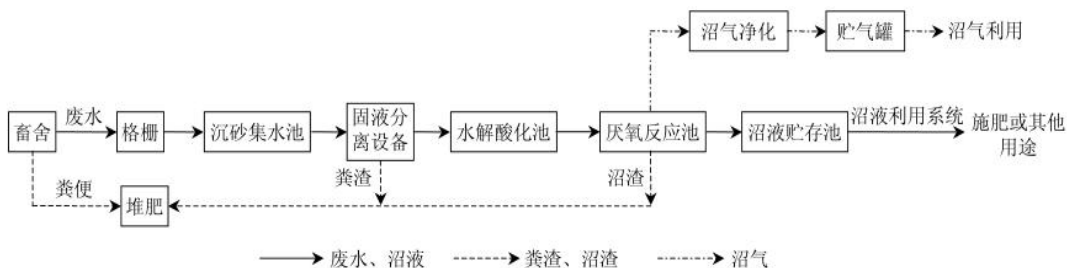 沼气净化
贮气罐
沼气利用
畜舍
废水
格栅
沉砂集水池
固液分
离设备
水解酸化池
厌氧反应池
沼液贮存池
沼液利用系统
施肥或其他
用途
粪便
堆肥
粪渣
沼渣
废水、沼液
粪渣、沼渣
沼气